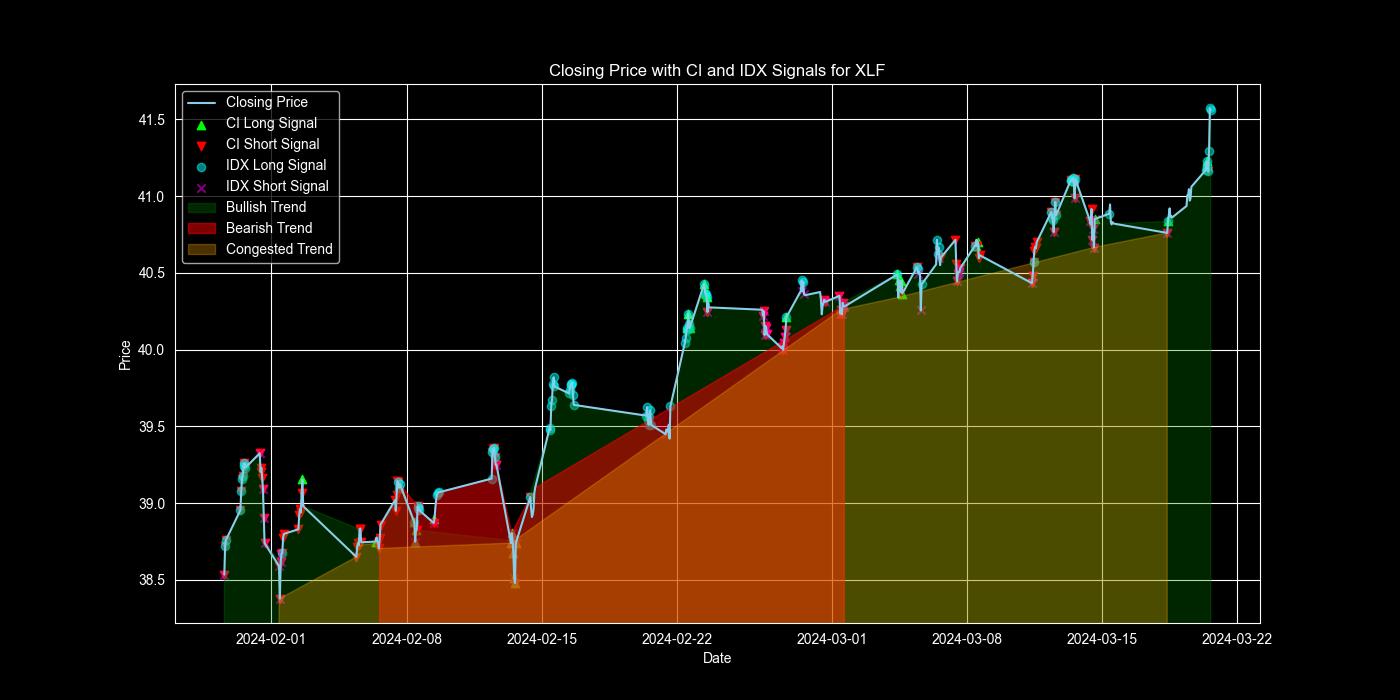 Closing Price with CI and IDX Signals for XLF
Closing Price
CI Long Signal
CI Short Signal
IDX Long Signal
IDX Short Signal
Bullish Trend
Bearish Trend
Congested Trend
Price
41.5
41.0
40.5
40.0
39.5
39.0
38.5
2024-02-01 2024-02-08 2024-02-15 2024-02-22 2024-03-01 2024-03-08 2024-03-15 2024-03-22
Date